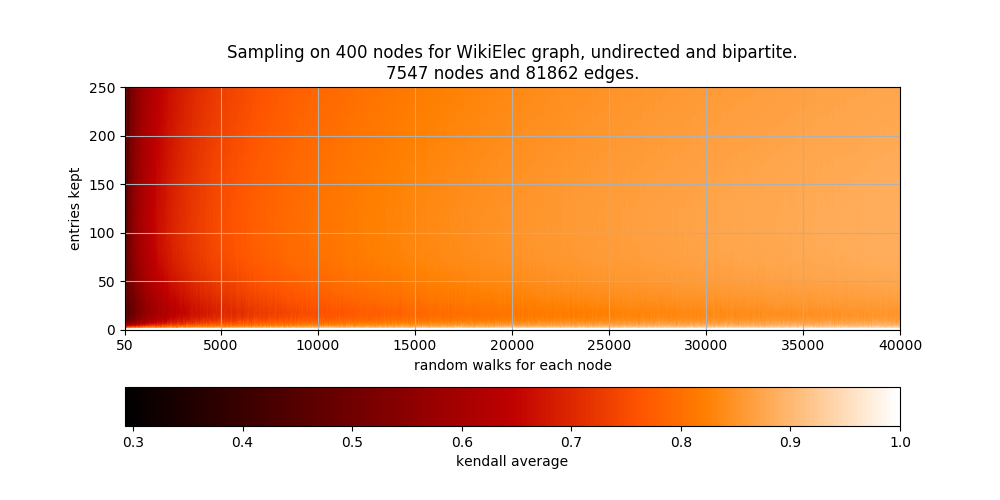 Sampling on 400 nodes for WikiElec graph, undirected and bipartite.
7547 nodes and 81862 edges.
250
200
150
100
50
0
entries kept
50 5000 10000 15000 20000 25000 30000 35000 40000
random walks for each node
0.3 0.4 0.5 0.6 0.7 0.8 0.9 1.0
kendall average